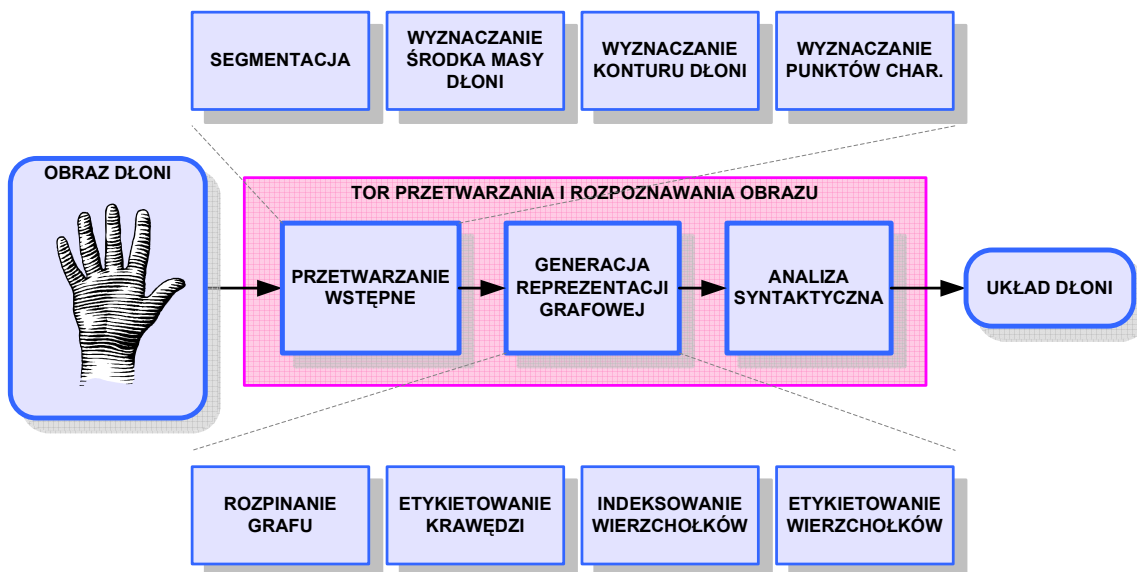 SEGMENTACJA
WYZNACZANIE
ŚRODKA MASY
DŁONI
WYZNACZANIE
KONTURU DŁONI
WYZNACZANIE
PUNKTÓW CHAR.
OBRAZ DŁONI
TOR PRZETWARZANIA I ROZPOZNAWANIA OBRAZU
PRZETWARZANIE
WSTĘPNE
GENERACJA
REPREZENTACJI
GRAFOWEJ
ANALIZA
SYNTAKTYCZNA
UKŁAD DŁONI
ROZPINANIE
GRAFU
ETYKIETOWANIE
KRAWĘDZI
INDEKSOWANIE
WIERZCHOŁKÓW
ETYKIETOWANIE
WIERZCHOŁKÓW